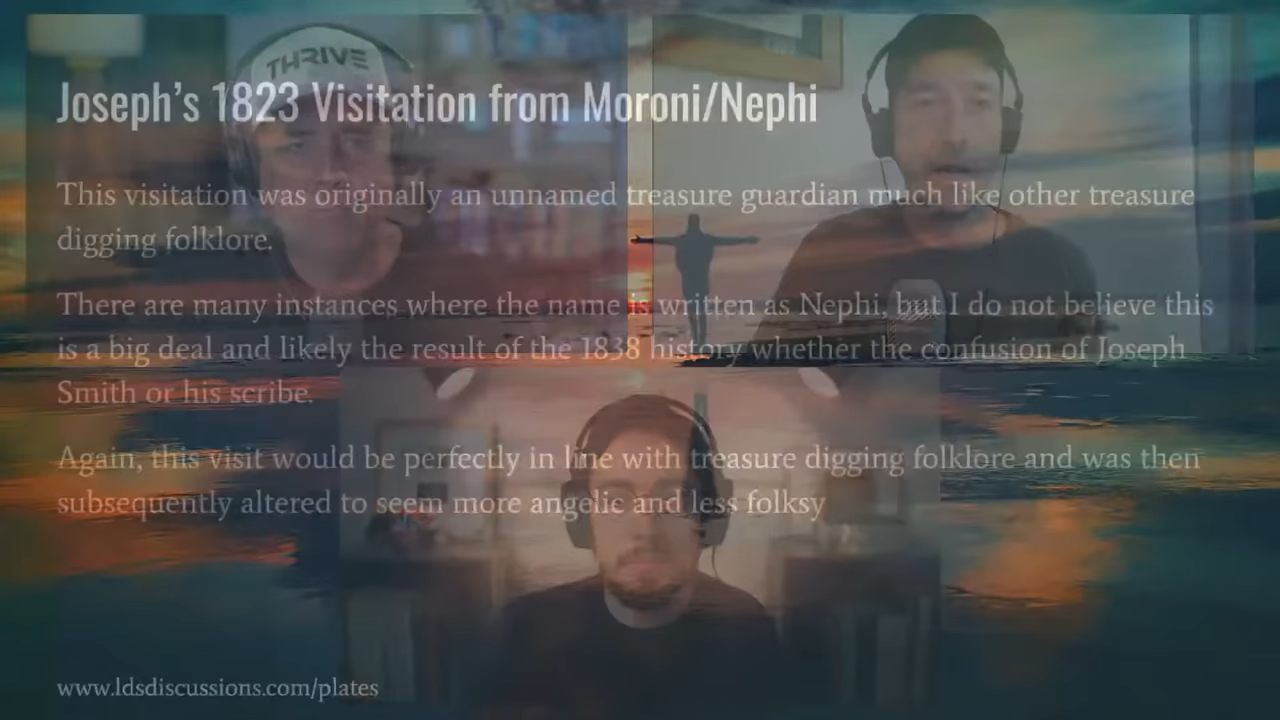 THRIVE
Joseph's 1823 Visitation from Moroni/Nephi
This visitation was originally an unnamed treasure guardian much like other treasure
digging folklore.
There are many instances where the name is written as Nephi, but I do not believe this
is a big deal and likely the result of the 1838 history whether the confusion of Joseph
Smith or his scribe.
Again, this visit would be perfectly in line with treasure digging folklore and was then
subsequently altered to seem more angelic and less folksy
www.ldsdiscussions.com/plates